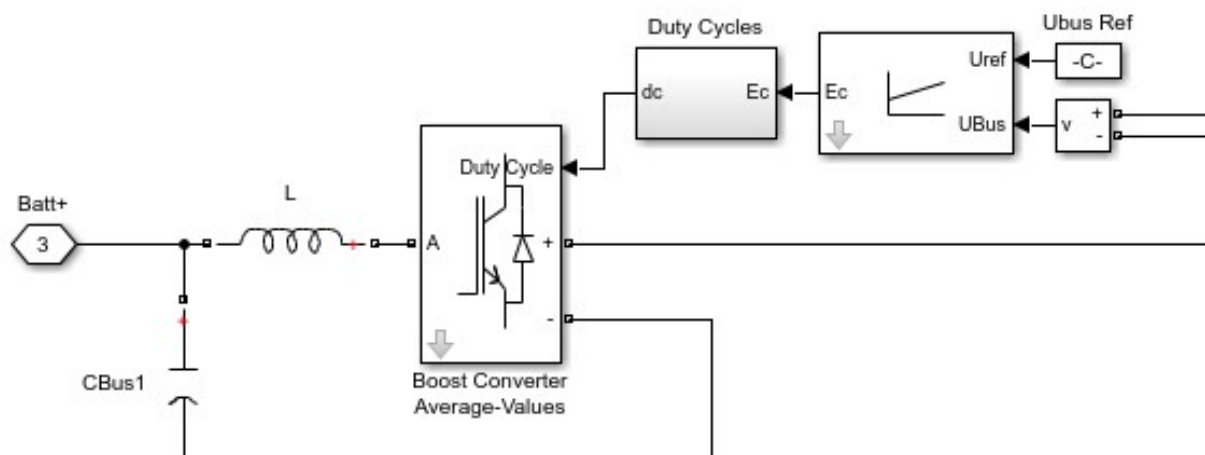 Duty Cycles
Ubus Ref
dc
Ec
Ec
Uref
UBus
-C-
v
+
-
Duty Cycle
A
+
-
Batt+
3
L
CBus1
Boost Converter
Average-Values